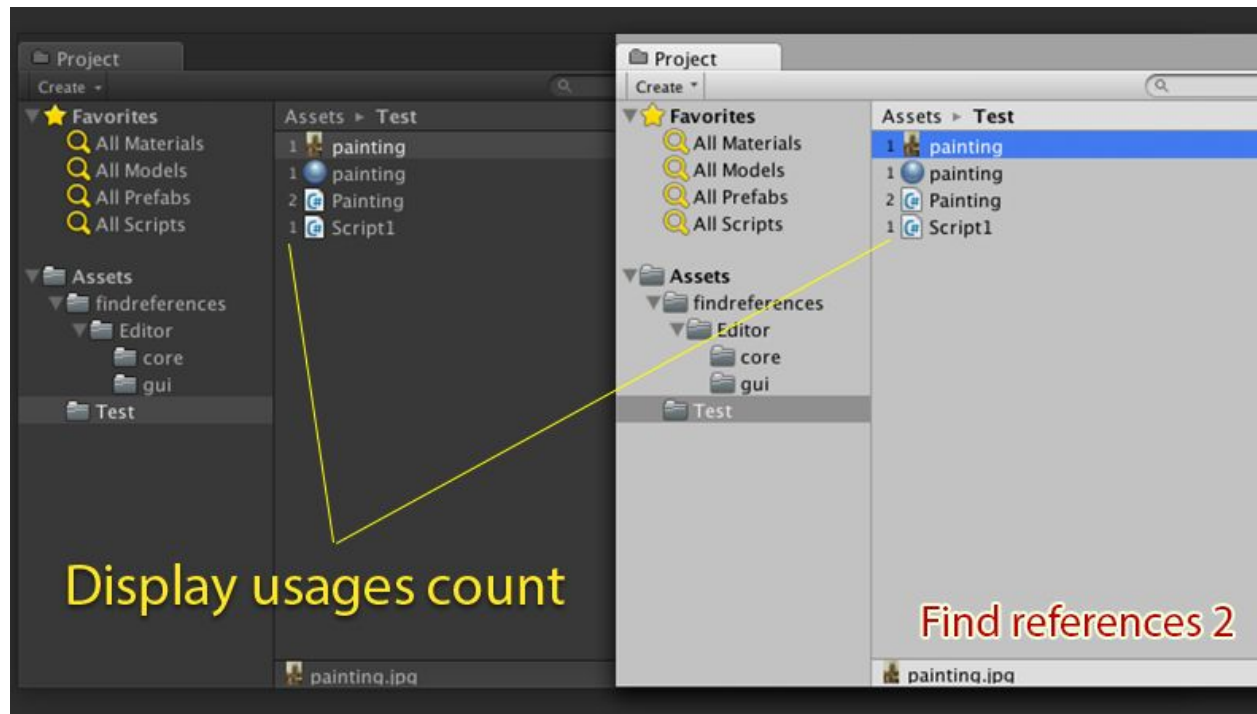 Project
Create
Favorites
All Materials
All Models
All Prefabs
All Scripts
Assets
findreferences
Editor
core
gui
Test
Assets ▸ Test
1 painting
1 painting
2 Painting
1 Script1
painting.jpg
Project
Create
Favorites
All Materials
All Models
All Prefabs
All Scripts
Assets
findreferences
Editor
core
gui
Test
Assets ▸ Test
1 painting
1 painting
2 Painting
1 Script1
painting.jpg
Display usages count
Find references 2